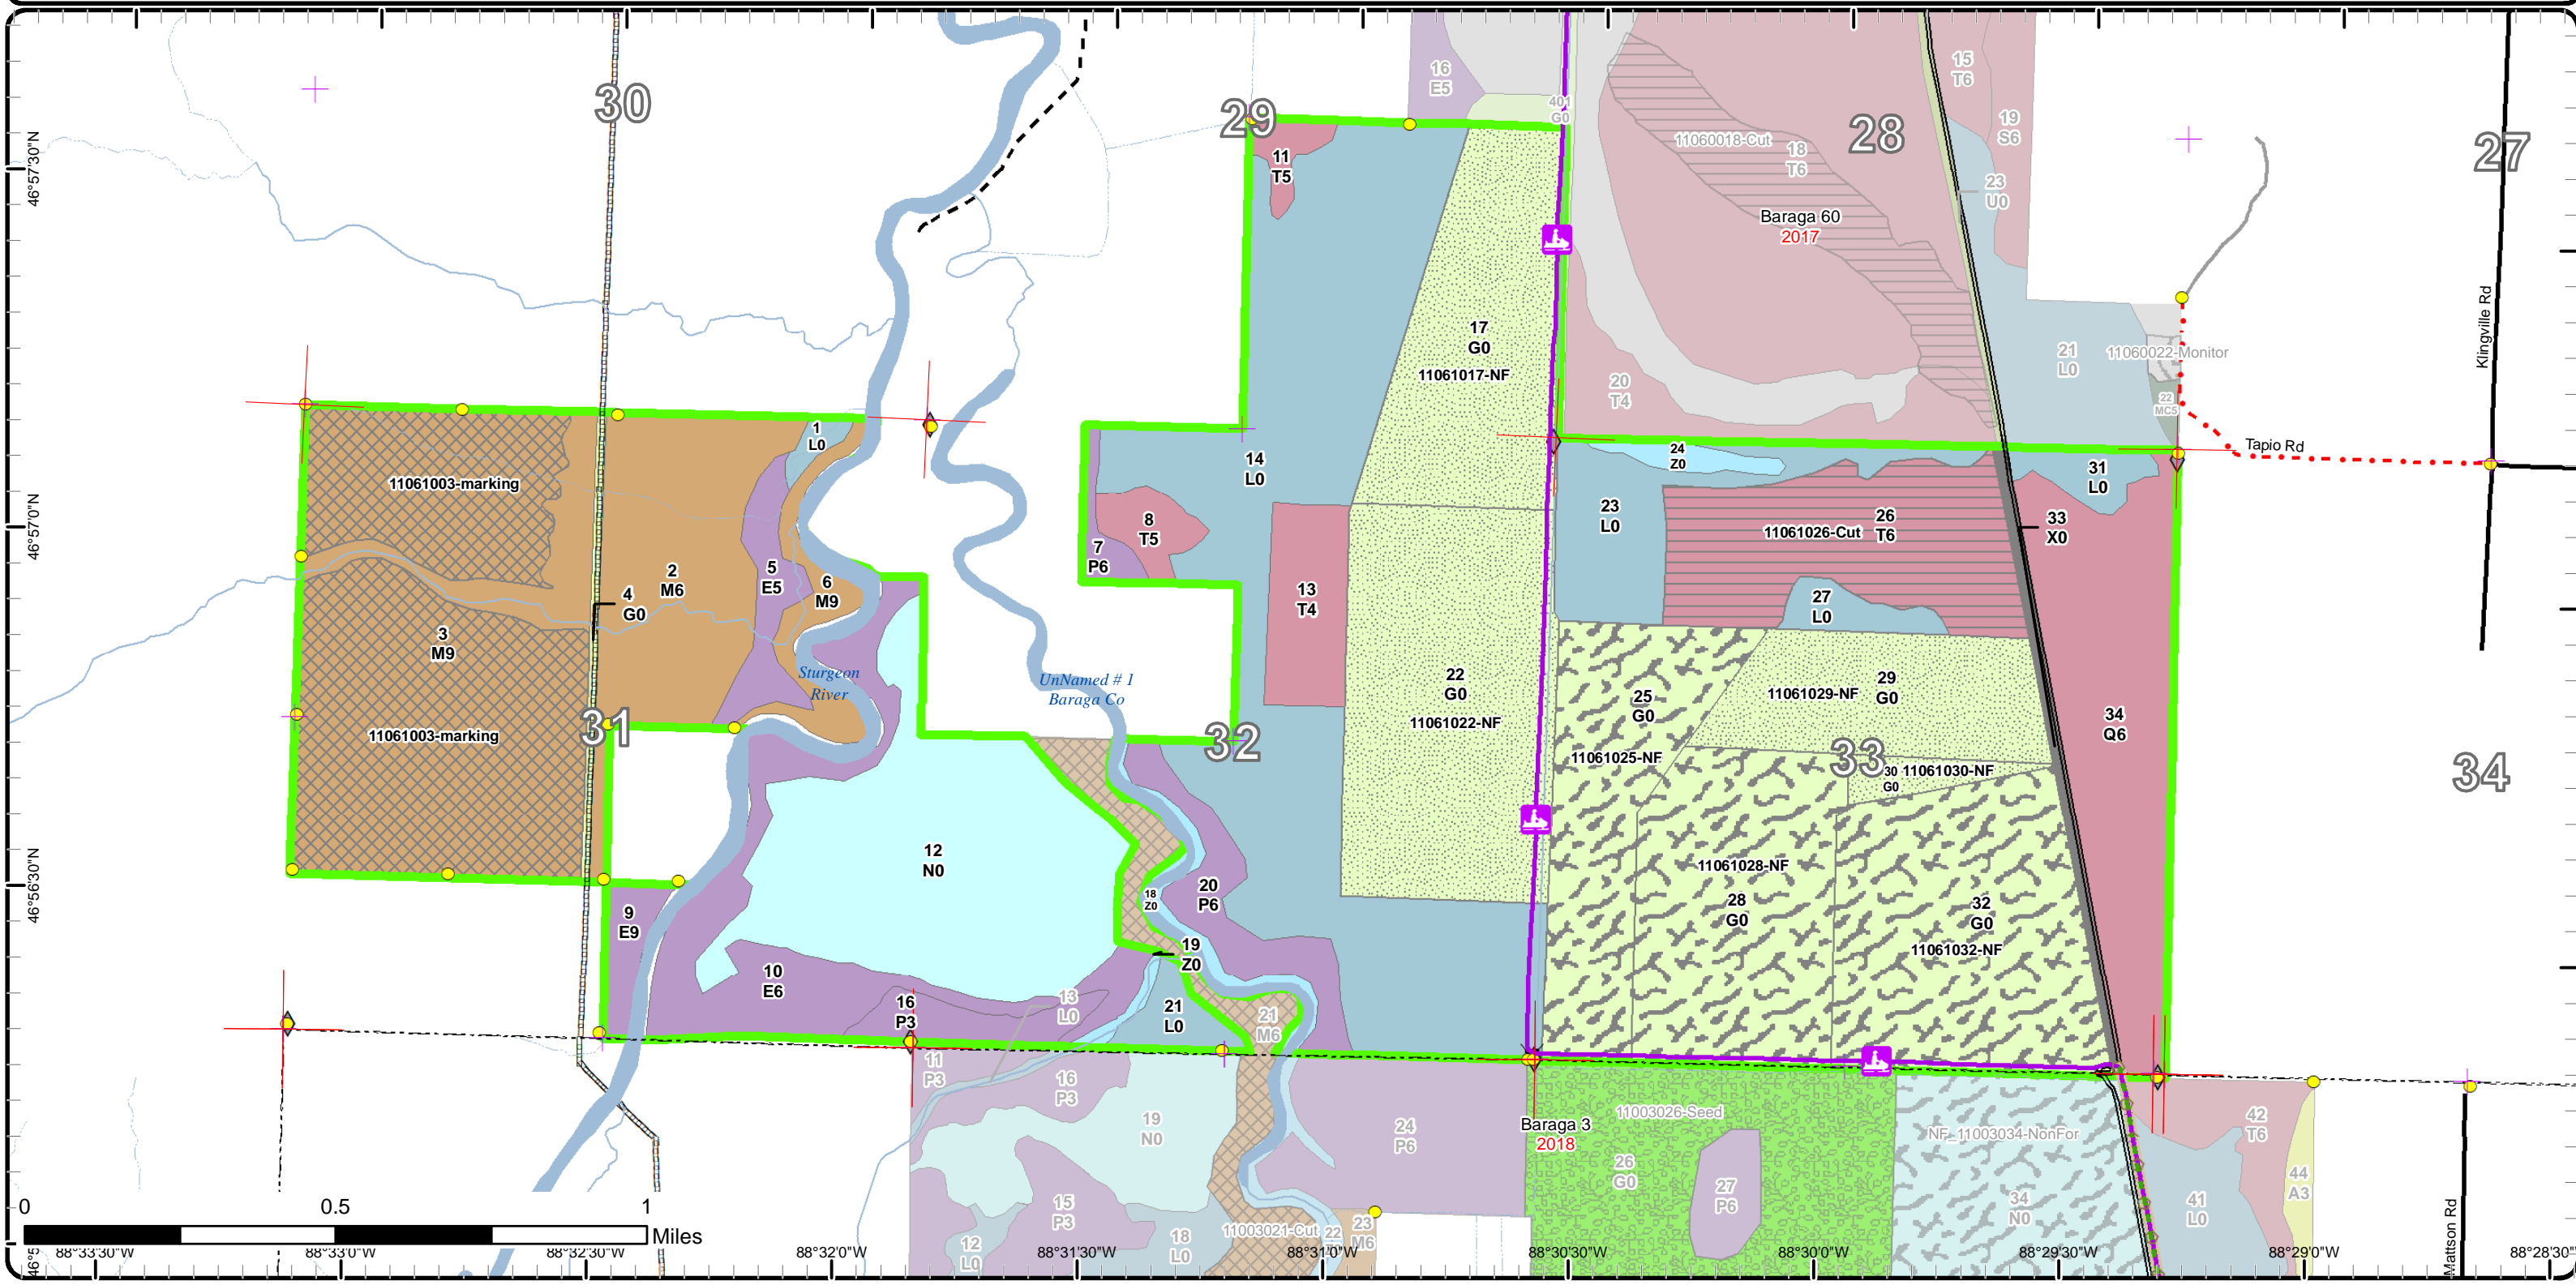 30
29
28
27
16
E5
401
G0
15
T6
19
S6
11060018-Cut
18
T6
23
U0
Baraga 60
2017
11
T5
46°57'30"N
17
G0
11061017-NF
20
T4
21
L0
11060022-Monitor
22
MC5
Klingville Rd
Tapio Rd
1
L0
11061003-marking
14
L0
24
Z0
31
L0
23
L0
11061026-Cut
26
T6
33
X0
46°57'0"N
8
T5
7
P6
2
M6
5
E5
6
M9
4
G0
13
T4
27
L0
3
M9
Sturgeon
River
UnNamed # 1
Baraga Co
22
G0
11061022-NF
25
G0
11061025-NF
11061029-NF
29
G0
34
Q6
11061003-marking
31
32
33
34
30
G0
11061030-NF
46°56'30"N
12
N0
18
Z0
20
P6
11061028-NF
28
G0
32
G0
11061032-NF
9
E9
19
Z0
10
E6
16
P3
13
L0
21
L0
21
M6
11
P3
16
P3
19
N0
24
P6
Baraga 3
2018
11003026-Seed
26
G0
27
P6
NF_11003034-NonFor
34
N0
42
T6
44
A3
41
L0
Mattson Rd
15
P3
12
L0
18
L0
11003021-Cut
22
23
M6
0
0.5
1
Miles
46°5
88°33'30"W
88°33'0"W
88°32'30"W
88°32'0"W
88°31'30"W
88°31'0"W
88°30'30"W
88°30'0"W
88°29'30"W
88°29'0"W
88°28'30"